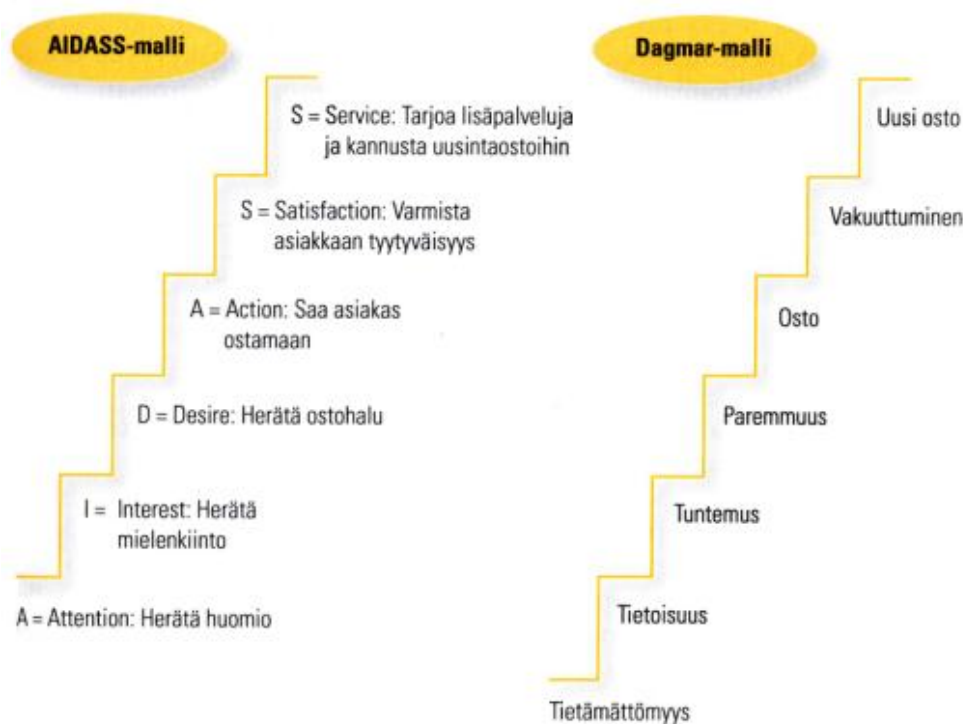 AIDASS-malli
S = Service: Tarjoa lisäpalveluja
ja kannusta uusintaostoihin
S = Satisfaction: Varmista
asiakkaan tyytyväisyys
A = Action: Saa asiakas
ostamaan
D = Desire: Herätä ostohalu
I = Interest: Herätä
mielenkiinto
A = Attention: Herätä huomio
Dagmar-malli
Uusi osto
Vakuuttuminen
Osto
Paremmuus
Tuntemus
Tietoisuus
Tietämättömyys